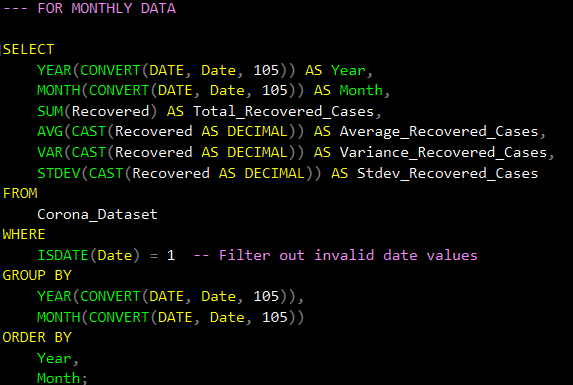 --- FOR MONTHLY DATA
SELECT
YEAR(CONVERT(DATE, Date, 105)) AS Year,
MONTH(CONVERT(DATE, Date, 105)) AS Month,
SUM(Recovered) AS Total_Recovered_Cases,
AVG(CAST(Recovered AS DECIMAL)) AS Average_Recovered_Cases,
VAR(CAST(Recovered AS DECIMAL)) AS Variance_Recovered_Cases,
STDEV(CAST(Recovered AS DECIMAL)) AS Stdev_Recovered_Cases
FROM
Corona_Dataset
WHERE
ISDATE(Date) = 1  -- Filter out invalid date values
GROUP BY
YEAR(CONVERT(DATE, Date, 105)),
MONTH(CONVERT(DATE, Date, 105))
ORDER BY
Year,
Month;